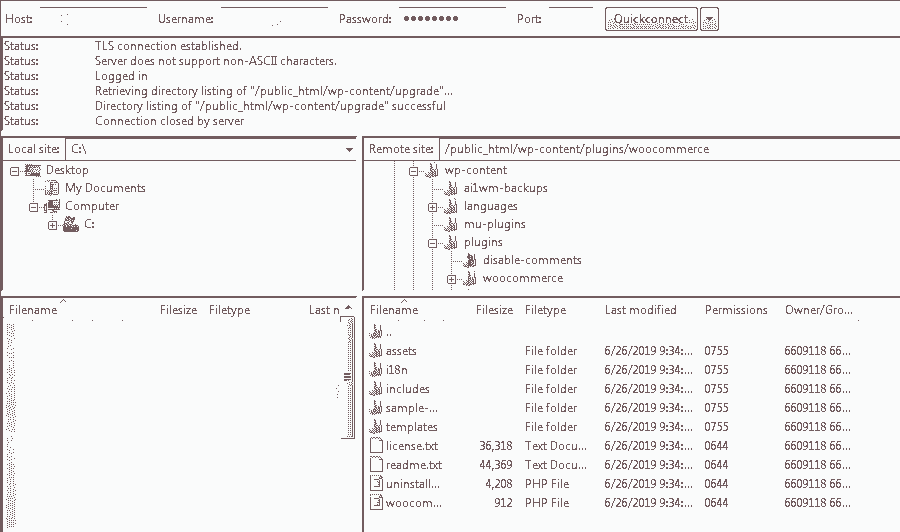 Host: Username: Password: ●●●●●●●● Port: Quickconnect
Status: TLS connection established.
Status: Server does not support non-ASCII characters.
Status: Logged in
Status: Retrieving directory listing of "/public_html/wp-content/upgrade"...
Status: Directory listing of "/public_html/wp-content/upgrade" successful
Status: Connection closed by server
Local site: C:\
Desktop
My Documents
Computer
C:
Filename Filesize Filetype Last n
Remote site: /public_html/wp-content/plugins/woocommerce
wp-content
ai1wm-backups
languages
mu-plugins
plugins
disable-comments
woocommerce
Filename Filesize Filetype Last modified Permissions Owner/Gro...
..
assets File folder 6/26/2019 9:34:... 0755 6609118 66...
i18n File folder 6/26/2019 9:34:... 0755 6609118 66...
includes File folder 6/26/2019 9:34:... 0755 6609118 66...
sample-... File folder 6/26/2019 9:34:... 0755 6609118 66...
templates File folder 6/26/2019 9:34:... 0755 6609118 66...
license.txt 36,318 Text Docu... 6/26/2019 9:34:... 0644 6609118 66...
readme.txt 44,369 Text Docu... 6/26/2019 9:34:... 0644 6609118 66...
uninstall... 4,208 PHP File 6/26/2019 9:34:... 0644 6609118 66...
woocom... 912 PHP File 6/26/2019 9:34:... 0644 6609118 66...